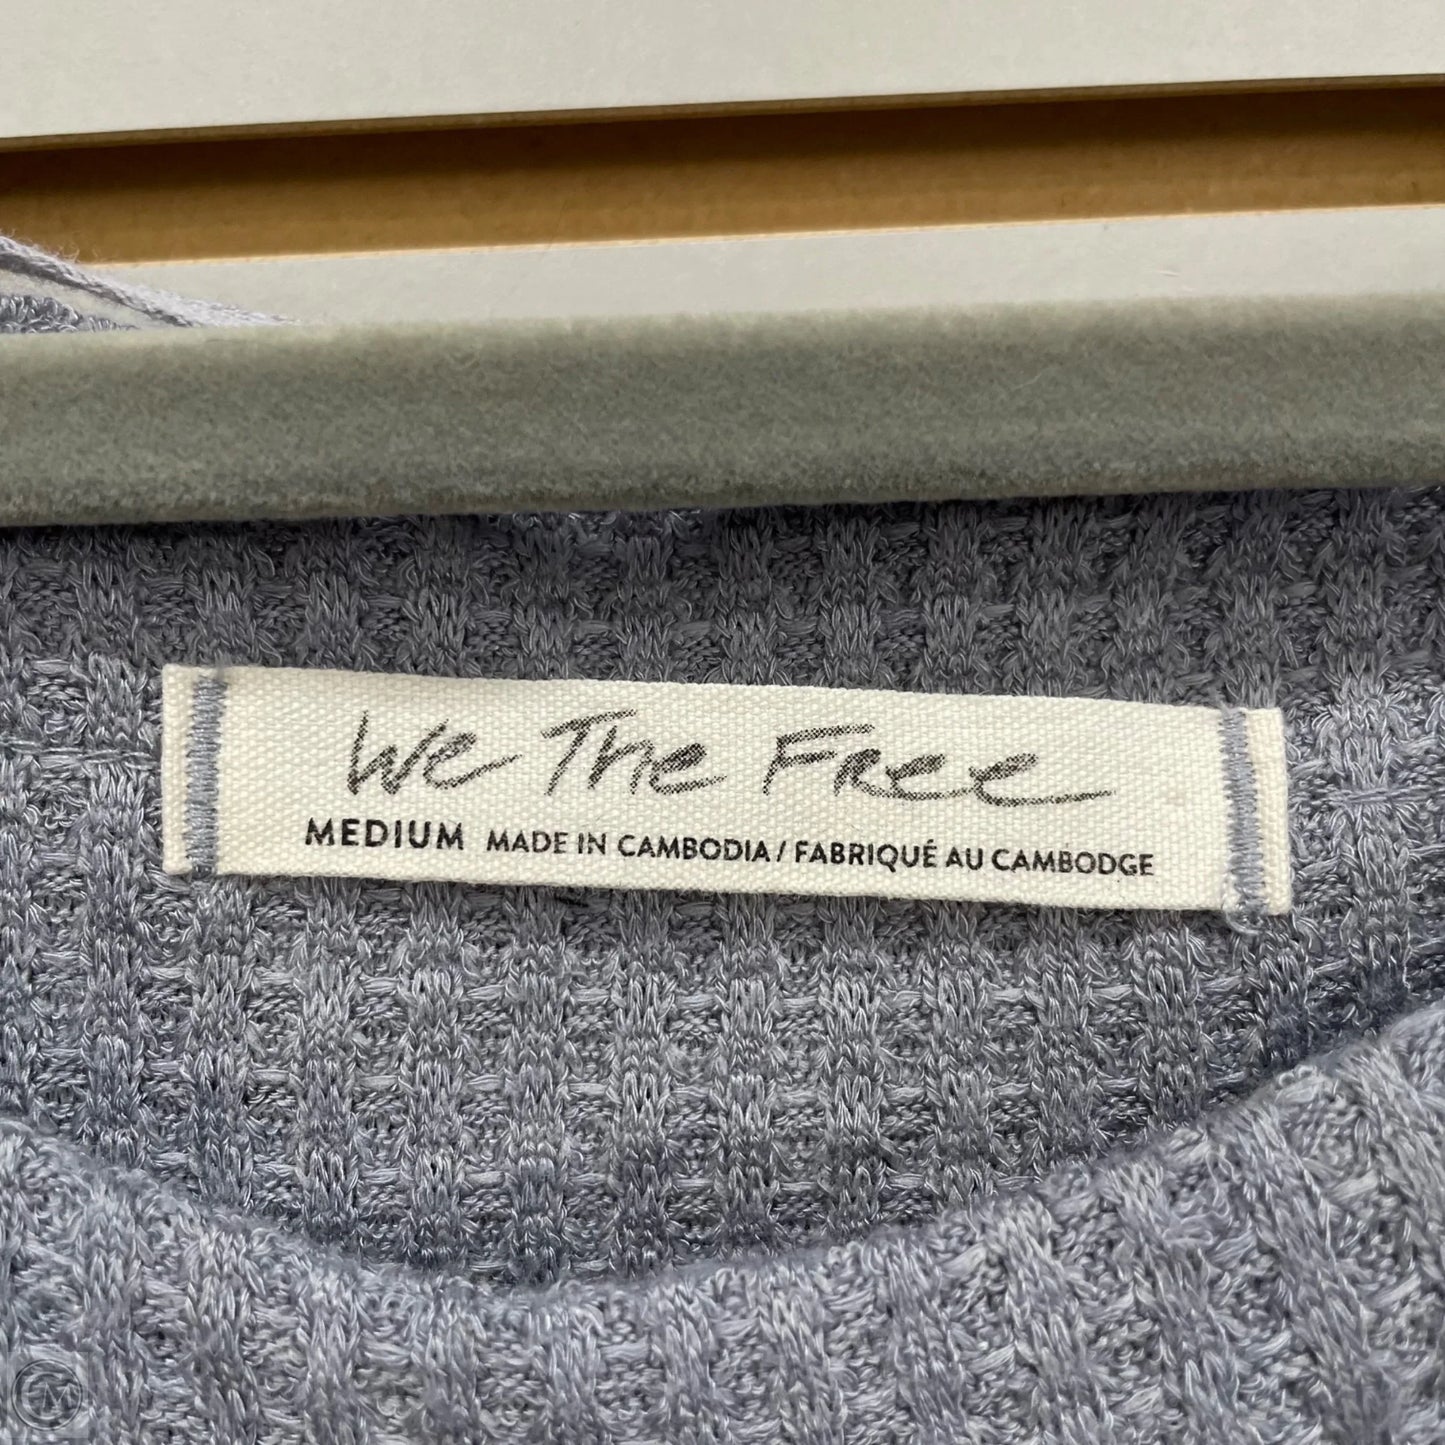 We The Free
MEDIUM MADE IN CAMBODIA / FABRIQUÉ AU CAMBODGE